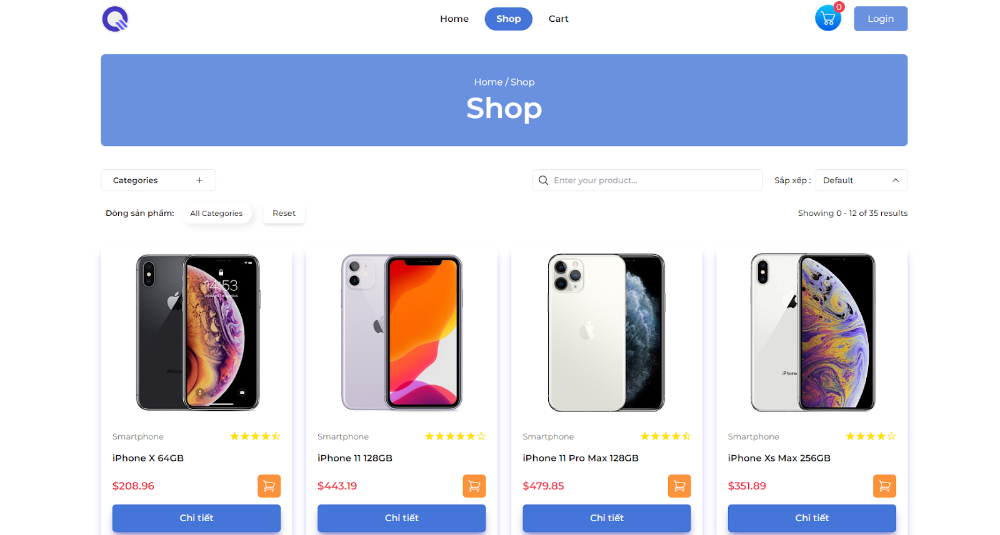 Home Shop Cart 0 Login
Home / Shop
Shop
Categories + Enter your product... Sắp xếp : Default
Dòng sản phẩm: All Categories Reset Showing 0 - 12 of 35 results
14:53
iPhone
iPhone
Smartphone Smartphone Smartphone Smartphone
iPhone X 64GB iPhone 11 128GB iPhone 11 Pro Max 128GB iPhone Xs Max 256GB
$208.96 $443.19 $479.85 $351.89
Chi tiết Chi tiết Chi tiết Chi tiết